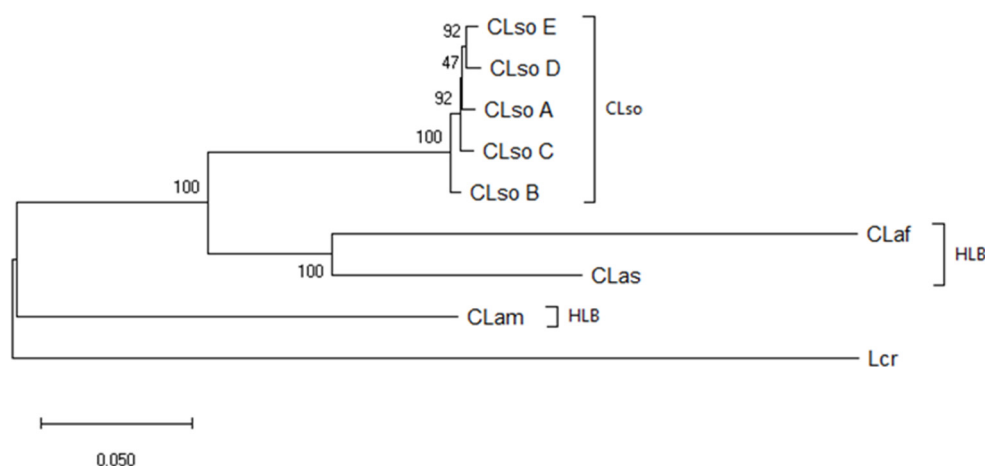 92
CLso E
47
CLso D
92
CLso A
CLso
100
CLso C
100
CLso B
CLaf
HLB
100
CLas
CLam
HLB
Lcr
0.050